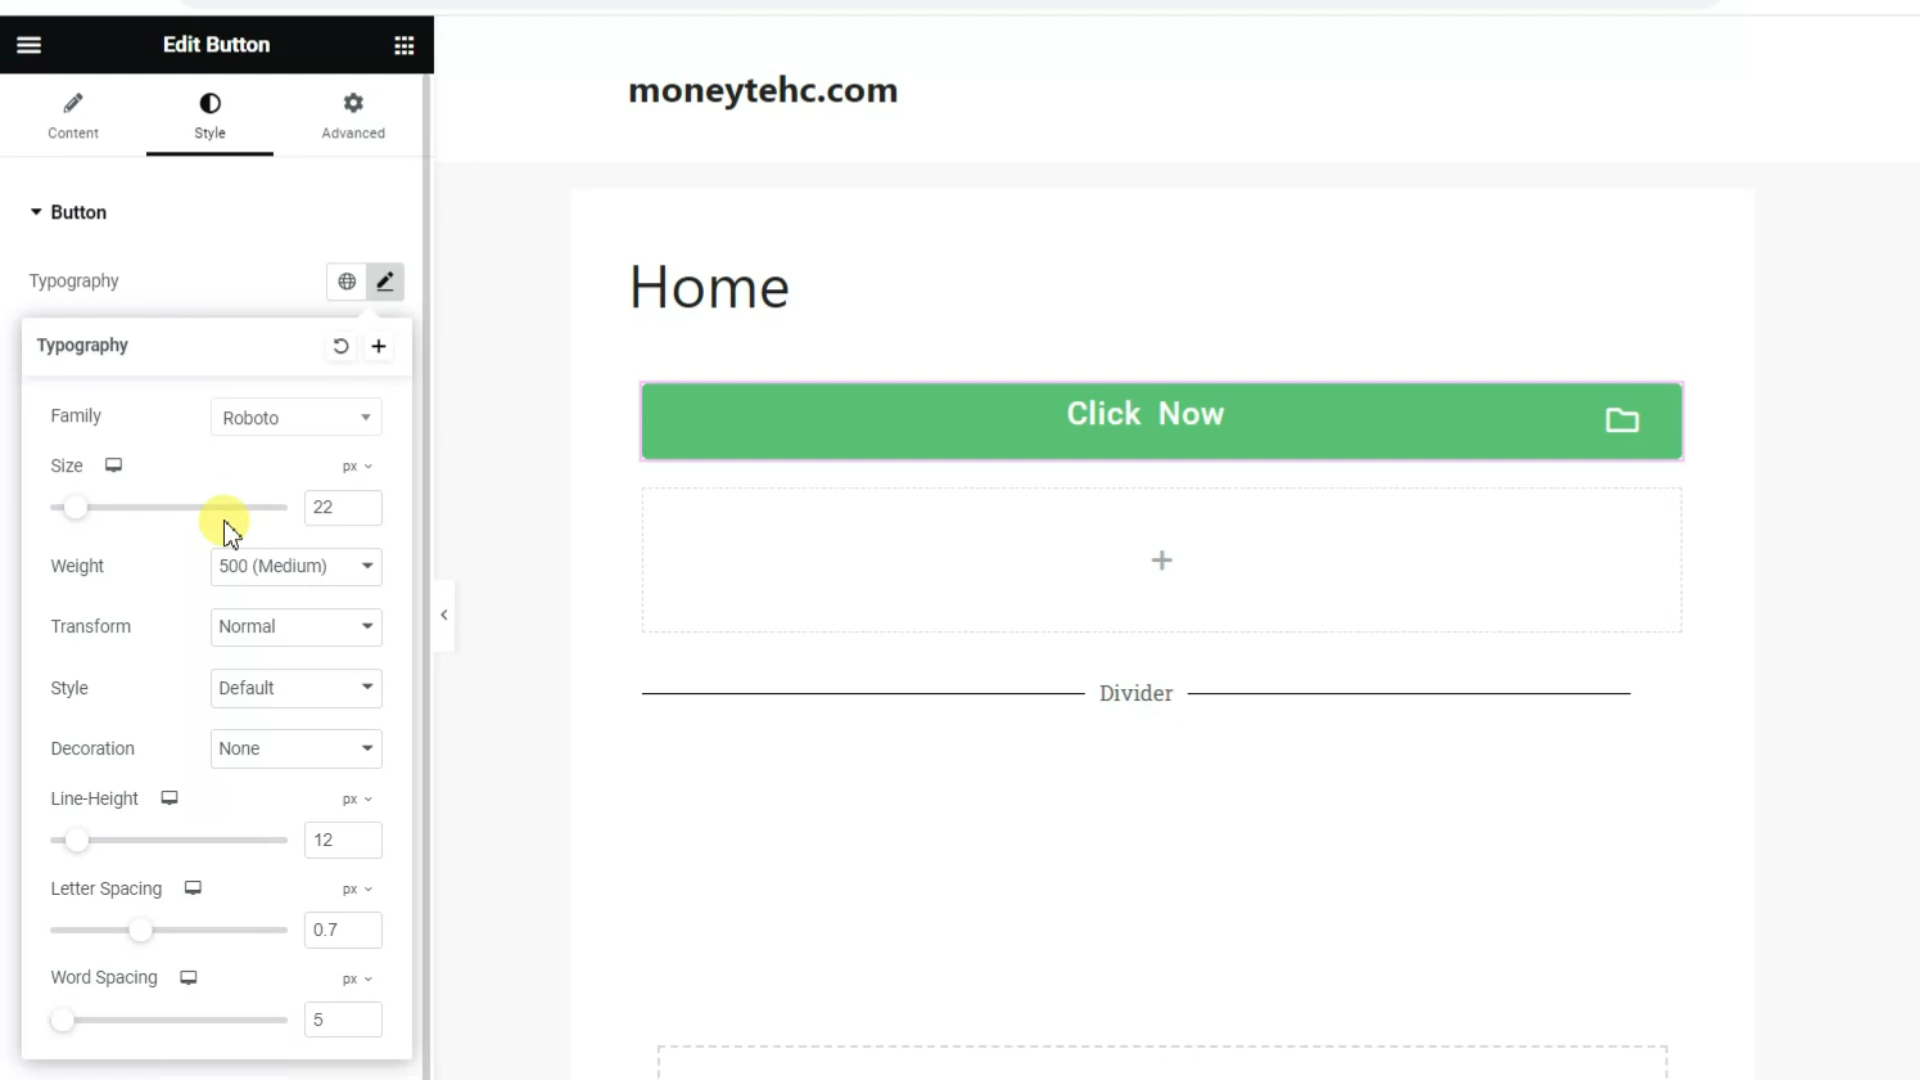 Edit Button
Content
Style
Advanced
Button
Typography
Typography
Family
Roboto
Size
px
22
Weight
500 (Medium)
Transform
Normal
Style
Default
Decoration
None
Line-Height
px
12
Letter Spacing
px
0.7
Word Spacing
px
5
moneytehc.com
Home
Click Now
Divider